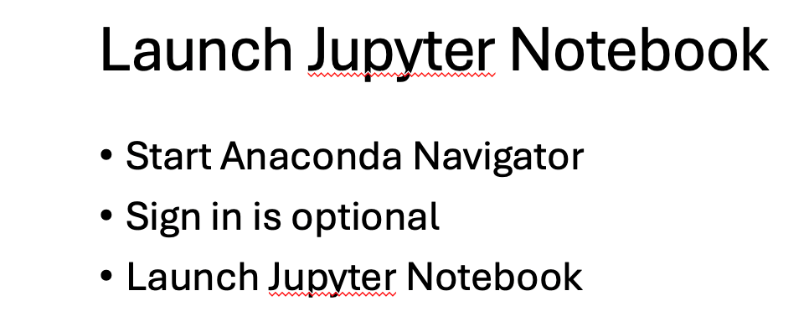 Launch Jupyter Notebook
• Start Anaconda Navigator
• Sign in is optional
• Launch Jupyter Notebook